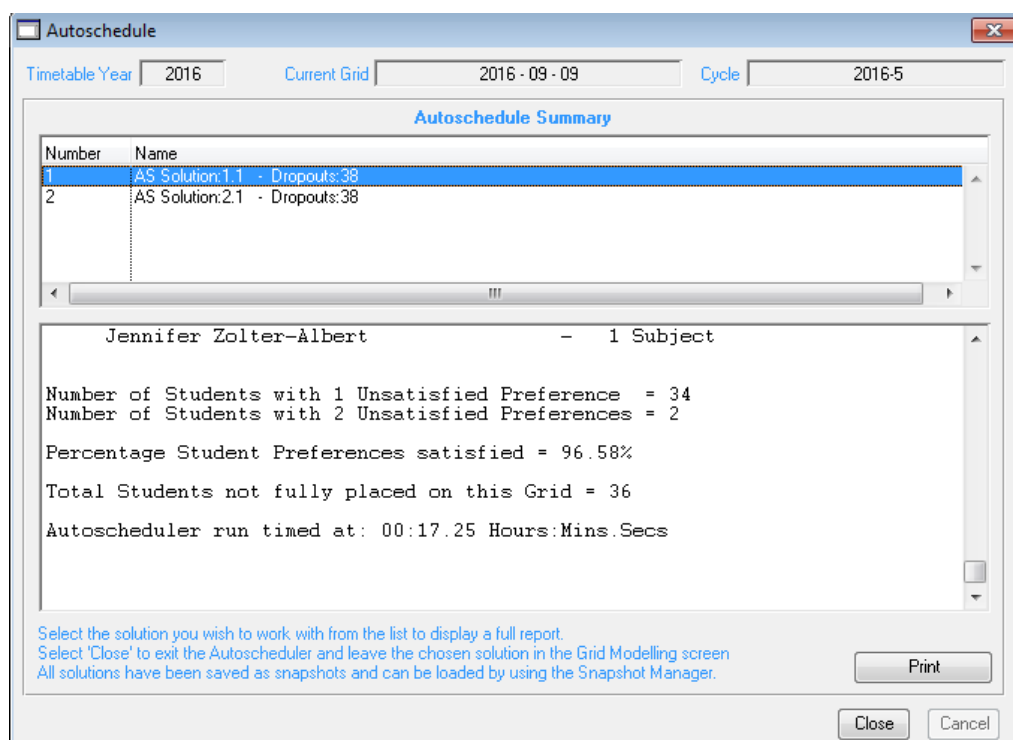 Autoschedule
Timetable Year 2016 Current Grid 2016 - 09 - 09 Cycle 2016-5
Autoschedule Summary
Number Name
1 AS Solution:1.1 - Dropouts:38
2 AS Solution:2.1 - Dropouts:38
Jennifer Zolter-Albert - 1 Subject
Number of Students with 1 Unsatisfied Preference = 34
Number of Students with 2 Unsatisfied Preferences = 2
Percentage Student Preferences satisfied = 96.58%
Total Students not fully placed on this Grid = 36
Autoscheduler run timed at: 00:17.25 Hours:Mins.Secs
Select the solution you wish to work with from the list to display a full report.
Select 'Close' to exit the Autoscheduler and leave the chosen solution in the Grid Modelling screen
All solutions have been saved as snapshots and can be loaded by using the Snapshot Manager.
Print
Close Cancel